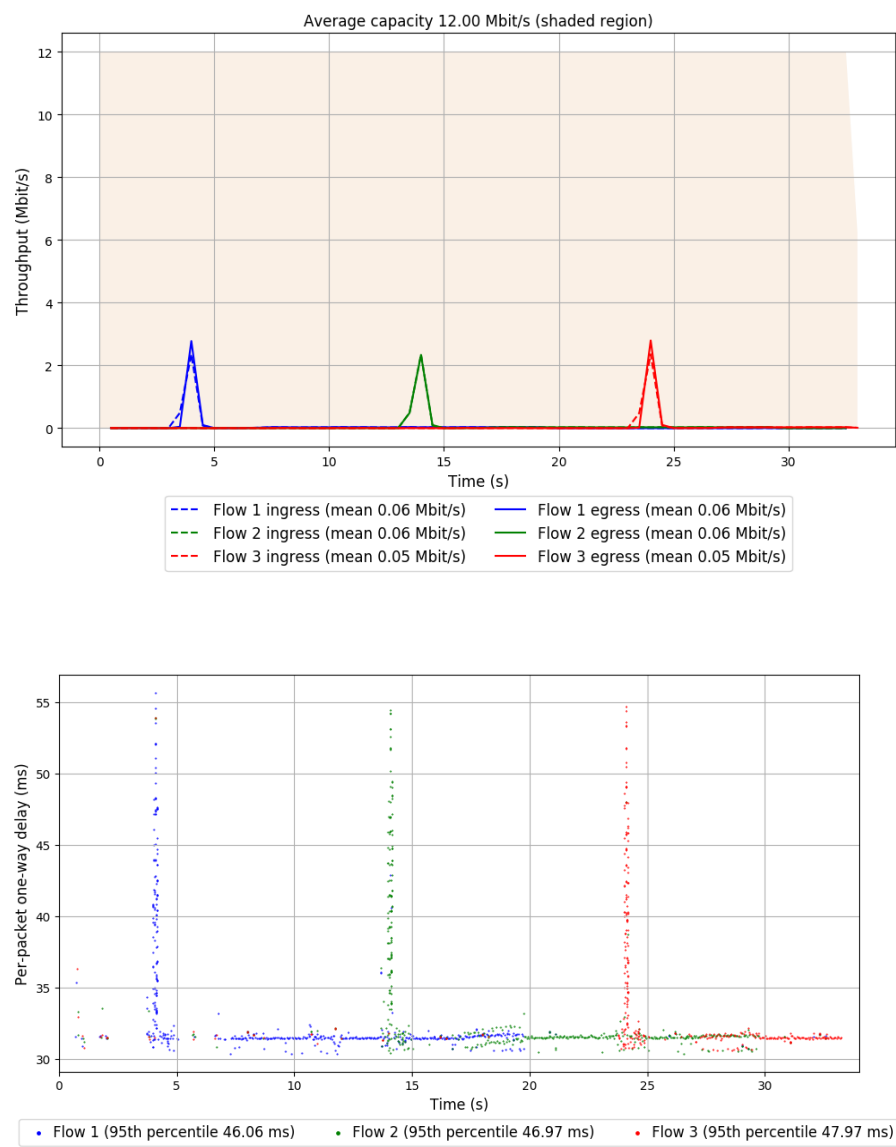 Average capacity 12.00 Mbit/s (shaded region)
12
10
8
6
4
2
0
Throughput (Mbit/s)
0 5 10 15 20 25 30
Time (s)
Flow 1 ingress (mean 0.06 Mbit/s) Flow 1 egress (mean 0.06 Mbit/s)
Flow 2 ingress (mean 0.06 Mbit/s) Flow 2 egress (mean 0.06 Mbit/s)
Flow 3 ingress (mean 0.05 Mbit/s) Flow 3 egress (mean 0.05 Mbit/s)
55
50
45
40
35
30
Per-packet one-way delay (ms)
0 5 10 15 20 25 30
Time (s)
Flow 1 (95th percentile 46.06 ms) Flow 2 (95th percentile 46.97 ms) Flow 3 (95th percentile 47.97 ms)